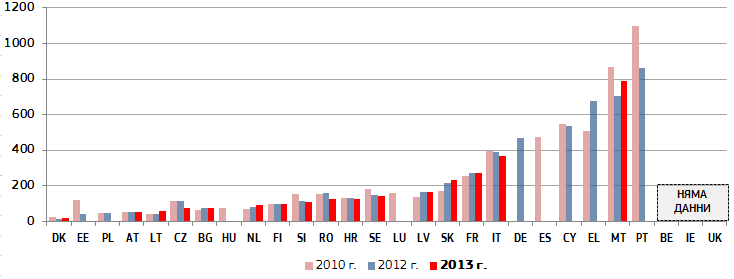 1200
1000
800
600
400
200
0
НЯМА
ДАННИ
DK EE PL AT LT CZ BG HU NL FI SI RO HR SE LU LV SK FR IT DE ES CY EL MT PT BE IE UK
2010 г. 2012 г. 2013 г.